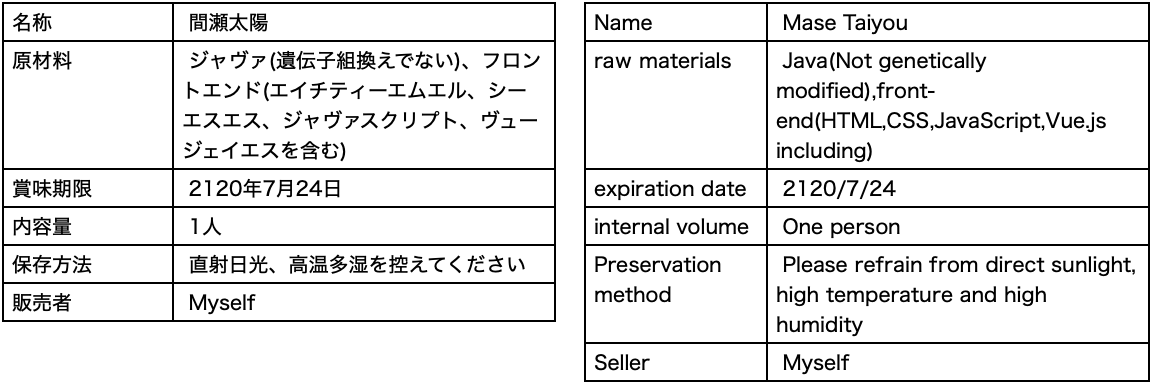 名称 間瀬太陽
原材料 ジャヴァ(遺伝子組換えでない)、フロン
トエンド(エイチティーエムエル、シー
エスエス、ジャヴァスクリプト、ヴュー
ジェイエスを含む)
賞味期限 2120年7月24日
内容量 1人
保存方法 直射日光、高温多湿を控えてください
販売者 Myself
Name Mase Taiyou
raw materials Java(Not genetically
modified),front-
end(HTML,CSS,JavaScript,Vue.js
including)
expiration date 2120/7/24
internal volume One person
Preservation Please refrain from direct sunlight,
method high temperature and high
humidity
Seller Myself